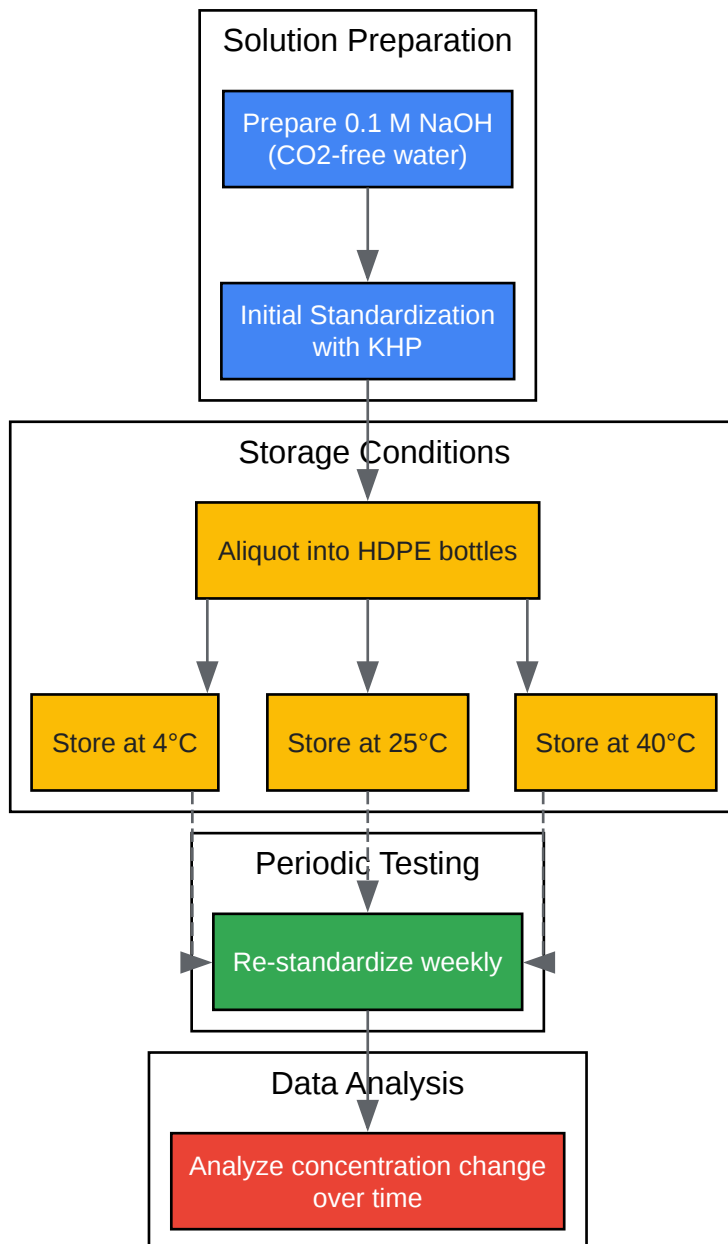 Solution Preparation
Prepare 0.1 M NaOH
(CO2-free water)
Initial Standardization
with KHP
Storage Conditions
Aliquot into HDPE bottles
Store at 4°C
Store at 25°C
Store at 40°C
Periodic Testing
Re-standardize weekly
Data Analysis
Analyze concentration change
over time